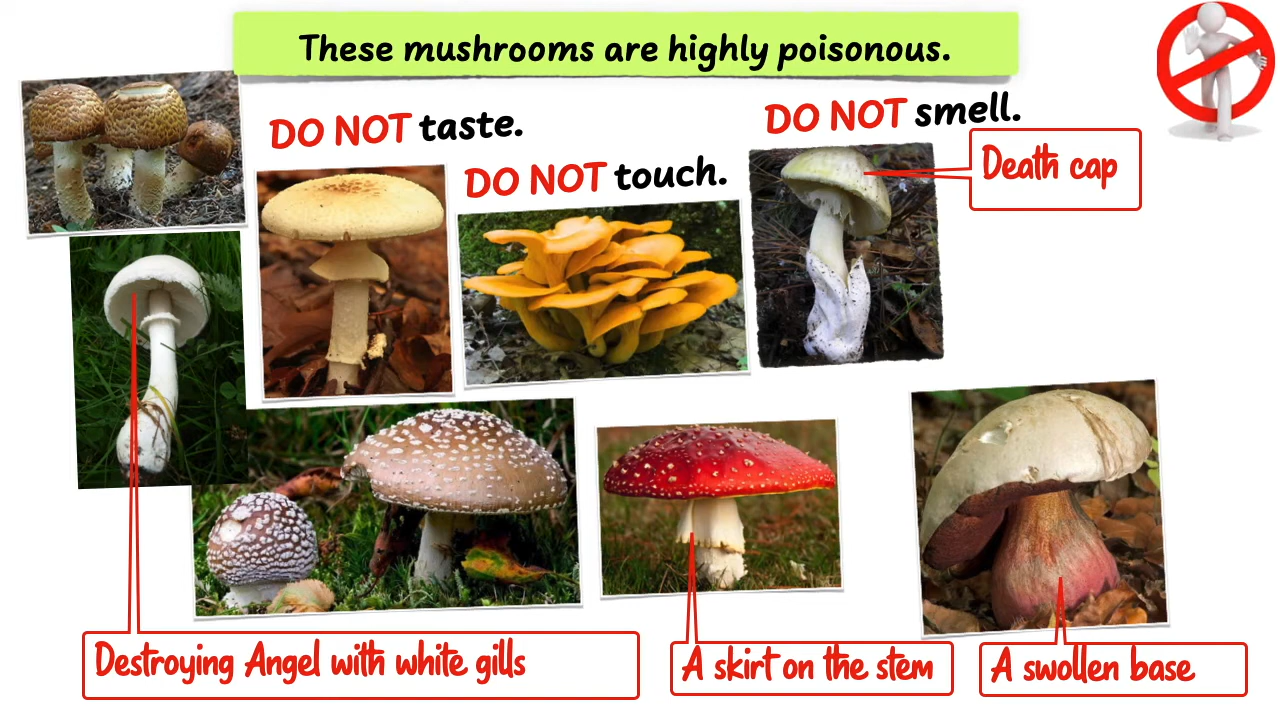 These mushrooms are highly poisonous.
DO NOT taste.
DO NOT touch.
DO NOT smell.
Death cap
Destroying Angel with white gills
A skirt on the stem
A swollen base